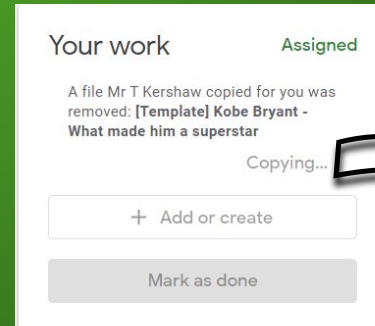 Your work
Assigned
A file Mr T Kershaw copied for you was
removed: [Template] Kobe Bryant -
What made him a superstar
Copying...
+ Add or create
Mark as done